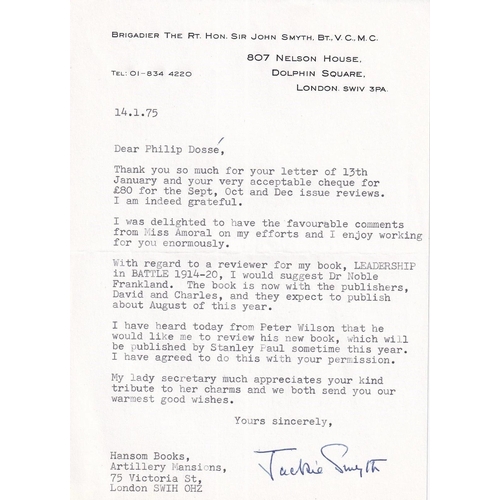 BRIGADIER THE RT. HON. SIR JOHN SMYTH, BT., V.C., M.C.
807 NELSON HOUSE,
TEL: 01-834 4220
DOLPHIN SQUARE,
LONDON. SWIV 3PA.
14.1.75
Dear Philip Dossé,
Thank you so much for your letter of 13th
January and your very acceptable cheque for
£80 for the Sept, Oct and Dec issue reviews.
I am indeed grateful.
I was delighted to have the favourable comments
from Miss Amoral on my efforts and I enjoy working
for you enormously.
With regard to a reviewer for my book, LEADERSHIP
in BATTLE 1914-20, I would suggest Dr Noble
Frankland. The book is now with the publishers,
David and Charles, and they expect to publish
about August of this year.
I have heard today from Peter Wilson that he
would like me to review his new book, which will
be published by Stanley Paul sometime this year.
I have agreed to do this with your permission.
My lady secretary much appreciates your kind
tribute to her charms and we both send you our
warmest good wishes.
Yours sincerely,
Jackie Smyth
Hansom Books,
Artillery Mansions,
75 Victoria St,
London SWIH OHZ